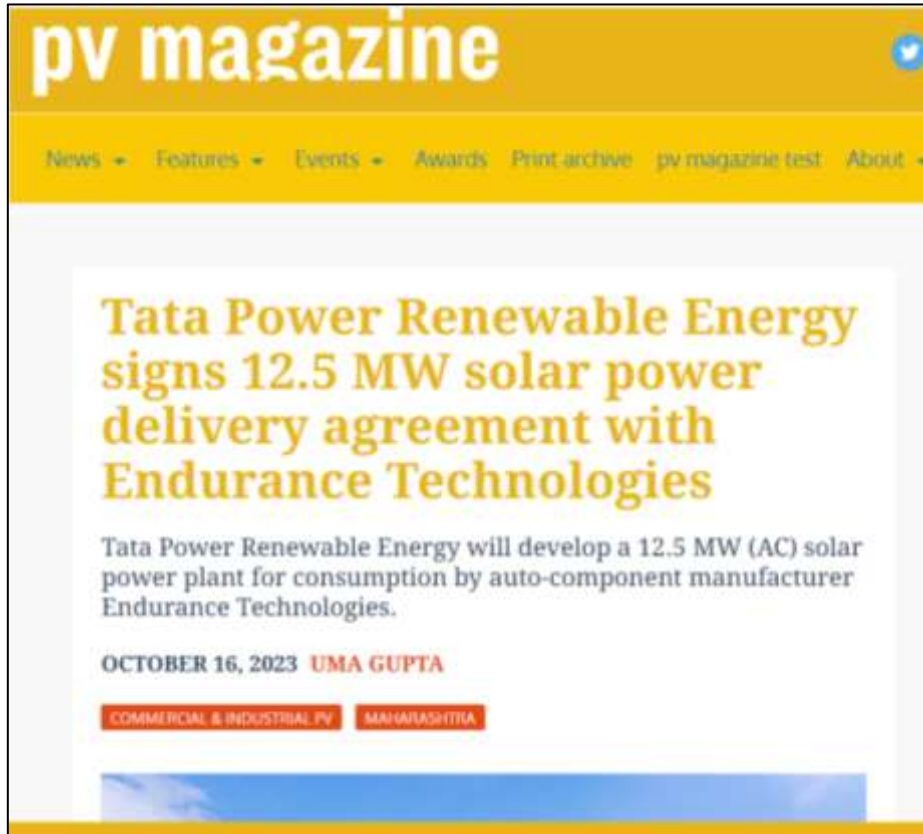 pv magazine
News Features Events Awards Print archive pv magazine test About
Tata Power Renewable Energy
signs 12.5 MW solar power
delivery agreement with
Endurance Technologies
Tata Power Renewable Energy will develop a 12.5 MW (AC) solar
power plant for consumption by auto-component manufacturer
Endurance Technologies.
OCTOBER 16, 2023 UMA GUPTA
COMMERCIAL & INDUSTRIAL PV MAHARASHTRA